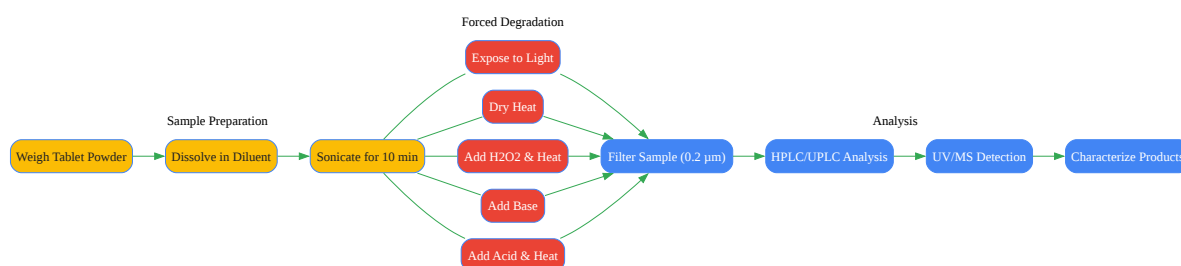 Forced Degradation
Expose to Light
Sample Preparation
Dry Heat
Analysis
Weigh Tablet Powder
Dissolve in Diluent
Sonicate for 10 min
Add H2O2 & Heat
Filter Sample (0.2 µm)
HPLC/UPLC Analysis
UV/MS Detection
Characterize Products
Add Base
Add Acid & Heat